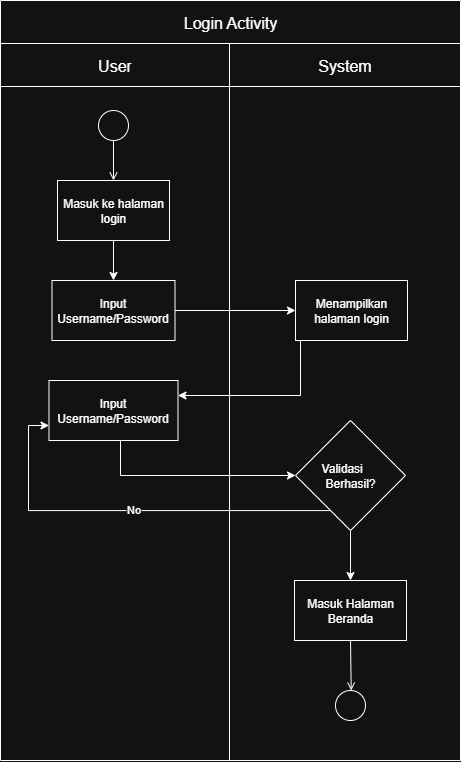 Login Activity
User
System
Masuk ke halaman
login
Input
Username/Password
Menampilkan
halaman login
Input
Username/Password
Validasi
Berhasil?
No
Masuk Halaman
Beranda